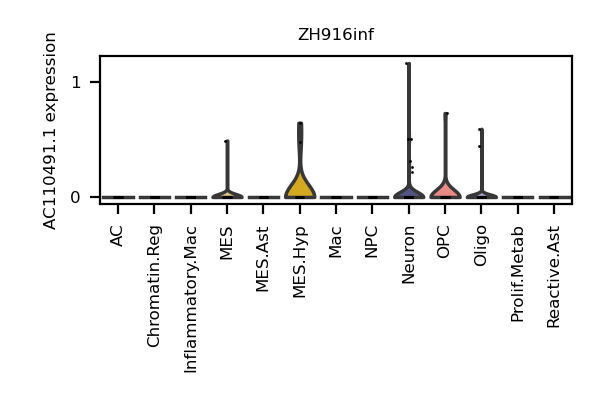 ZH916inf
AC110491.1 expression
1
0
AC
Chromatin.Reg
Inflammatory.Mac
MES
MES.Ast
MES.Hyp
Mac
NPC
Neuron
OPC
Oligo
Prolif.Metab
Reactive.Ast